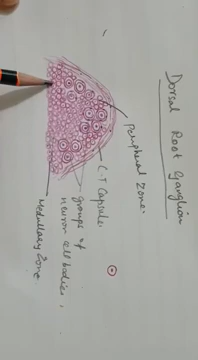 Dorsal Root Ganglion
Peripheral Zone.
C.T Capsule.
groups of
neuron cell bodies,
Medullary Zone